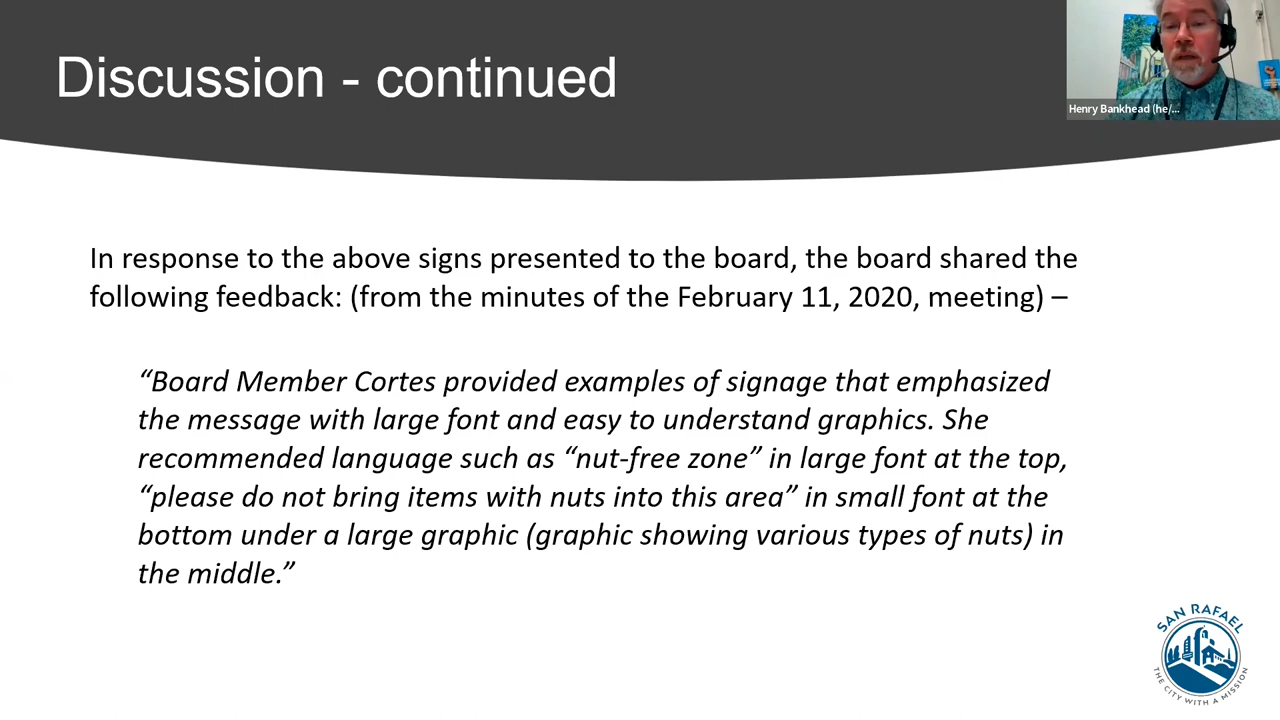 Discussion - continued
Henry Bankhead (he/...
In response to the above signs presented to the board, the board shared the
following feedback: (from the minutes of the February 11, 2020, meeting) –
“Board Member Cortes provided examples of signage that emphasized
the message with large font and easy to understand graphics. She
recommended language such as “nut-free zone” in large font at the top,
“please do not bring items with nuts into this area” in small font at the
bottom under a large graphic (graphic showing various types of nuts) in
the middle.”
SAN RAFAEL
THE CITY WITH A MISSION